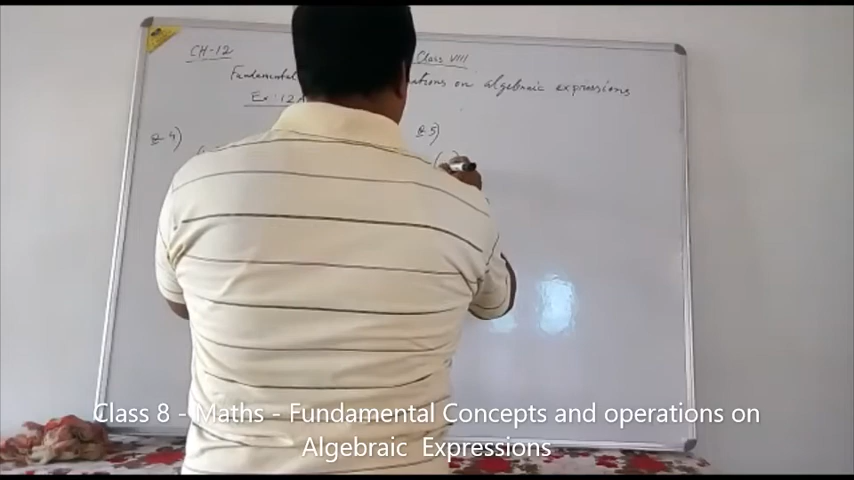 CH-12
Class VIII
Fundamental ations on algebraic expressions
Ex: 12
Q 4)
Q 5)
Class 8 - Maths - Fundamental Concepts and operations on
Algebraic Expressions